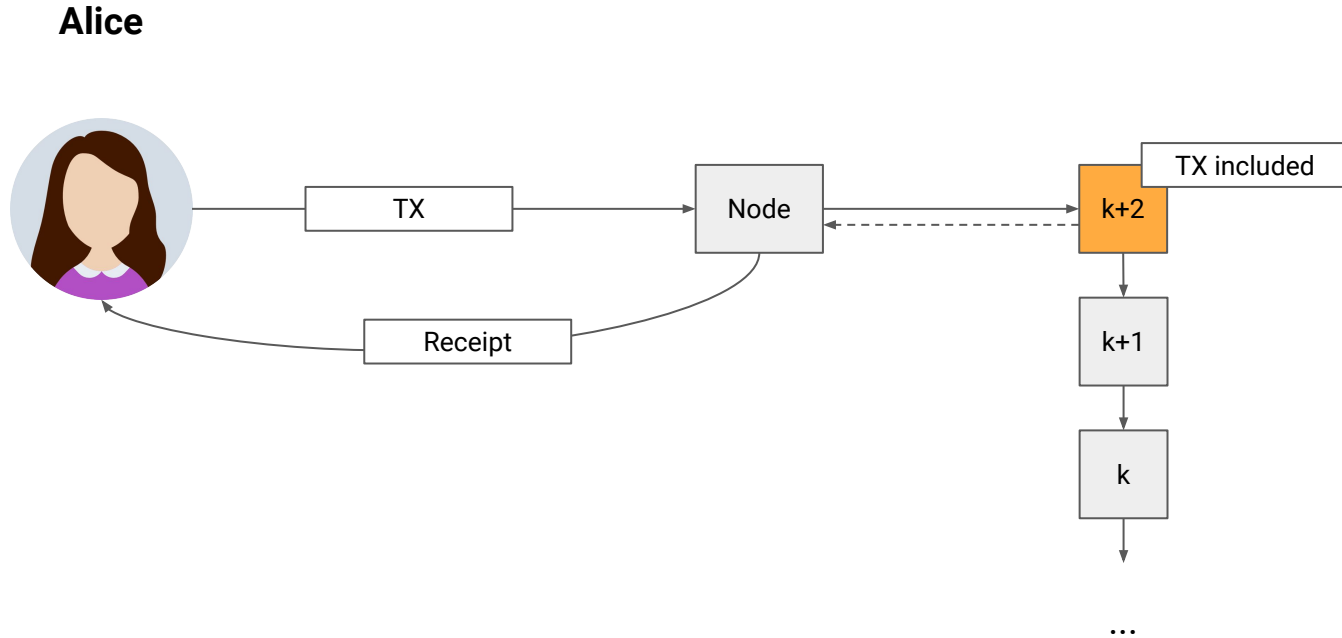 Alice
TX included
TX
Node
k+2
Receipt
k+1
k
...